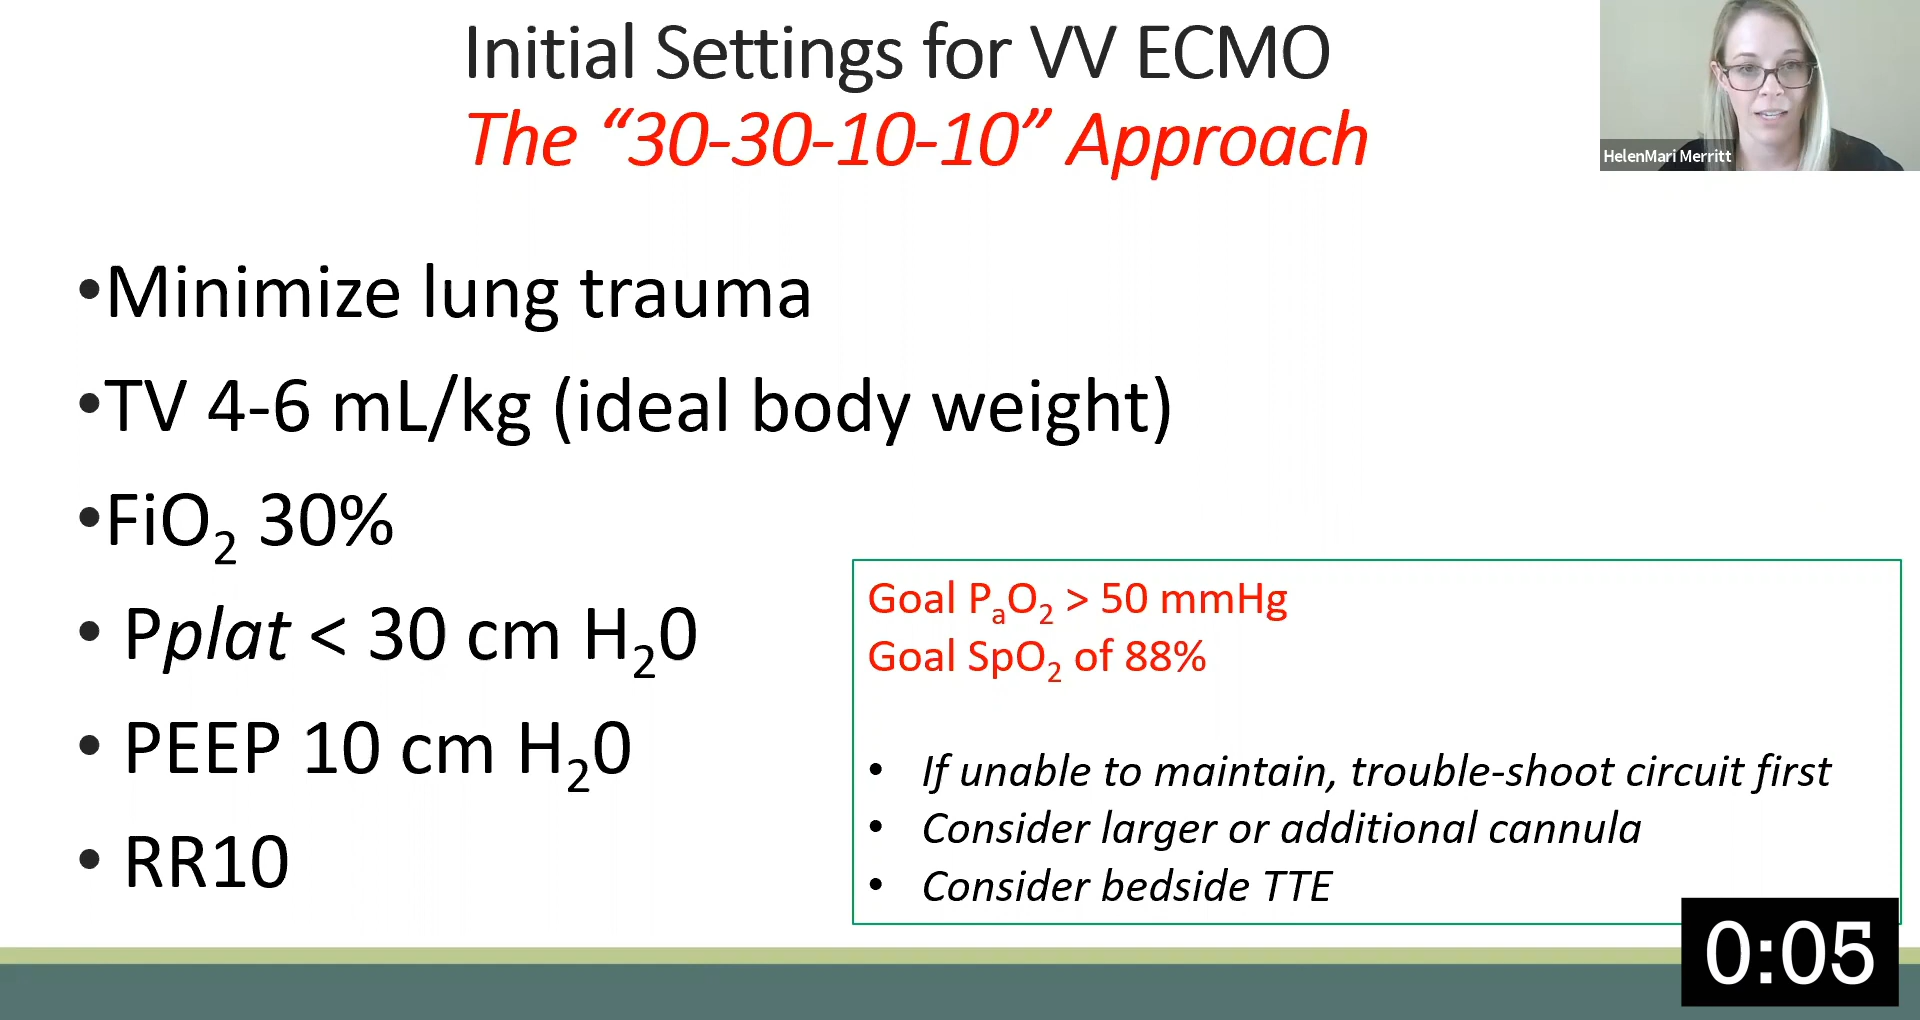 Initial Settings for VV ECMO
The “30-30-10-10” Approach
HelenMari Merritt
•Minimize lung trauma
•TV 4-6 mL/kg (ideal body weight)
•FiO₂ 30%
• Pplat < 30 cm H₂0
• PEEP 10 cm H₂0
• RR10
Goal PₐO₂ > 50 mmHg
Goal SpO₂ of 88%
• If unable to maintain, trouble-shoot circuit first
• Consider larger or additional cannula
• Consider bedside TTE
0:05